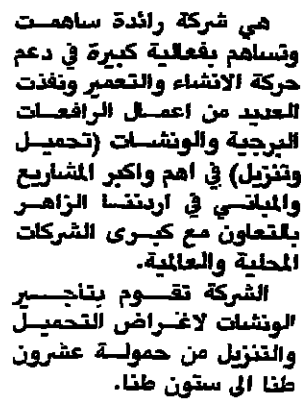 هي شركة رائدة ساهمت
وتساهم بفعالية كبيرة في دعم
حركة الانشاء والتعمير ونفذت
العديد من اعمال الرافعات
البرجية والونشات (تحميل
وتنزيل) في اهم واكبر المشاريع
والمباني في اردننا الزاهر
بالتعاون مع كبرى الشركات
المحلية والعالمية.
الشركة تقوم بتاجير
الونشات لاغراض التحميل
والتنزيل من حمولة عشرون
طنا الى ستون طنا.